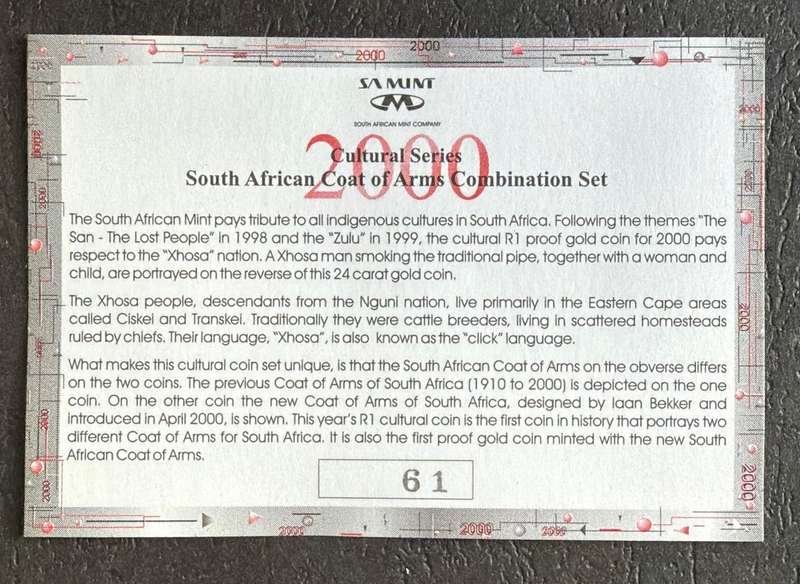 2000
2000
SA MINT
SOUTH AFRICAN MINT COMPANY
2000
Cultural Series
South African Coat of Arms Combination Set
The South African Mint pays tribute to all indigenous cultures in South Africa. Following the themes "The
San - The Lost People" in 1998 and the "Zulu" in 1999, the cultural R1 proof gold coin for 2000 pays
respect to the "Xhosa" nation. A Xhosa man smoking the traditional pipe, together with a woman and
child, are portrayed on the reverse of this 24 carat gold coin.
The Xhosa people, descendants from the Nguni nation, live primarily in the Eastern Cape areas
called Ciskei and Transkei. Traditionally they were cattle breeders, living in scattered homesteads
ruled by chiefs. Their language, "Xhosa", is also known as the "click" language.
What makes this cultural coin set unique, is that the South African Coat of Arms on the obverse differs
on the two coins. The previous Coat of Arms of South Africa (1910 to 2000) is depicted on the one
coin. On the other coin the new Coat of Arms of South Africa, designed by Iaan Bekker and
introduced in April 2000, is shown. This year's R1 cultural coin is the first coin in history that portrays two
different Coat of Arms for South Africa. It is also the first proof gold coin minted with the new South
African Coat of Arms.
61
2000
2000
2000
2000
2000
2000
2000
2000
2000
2000
2000